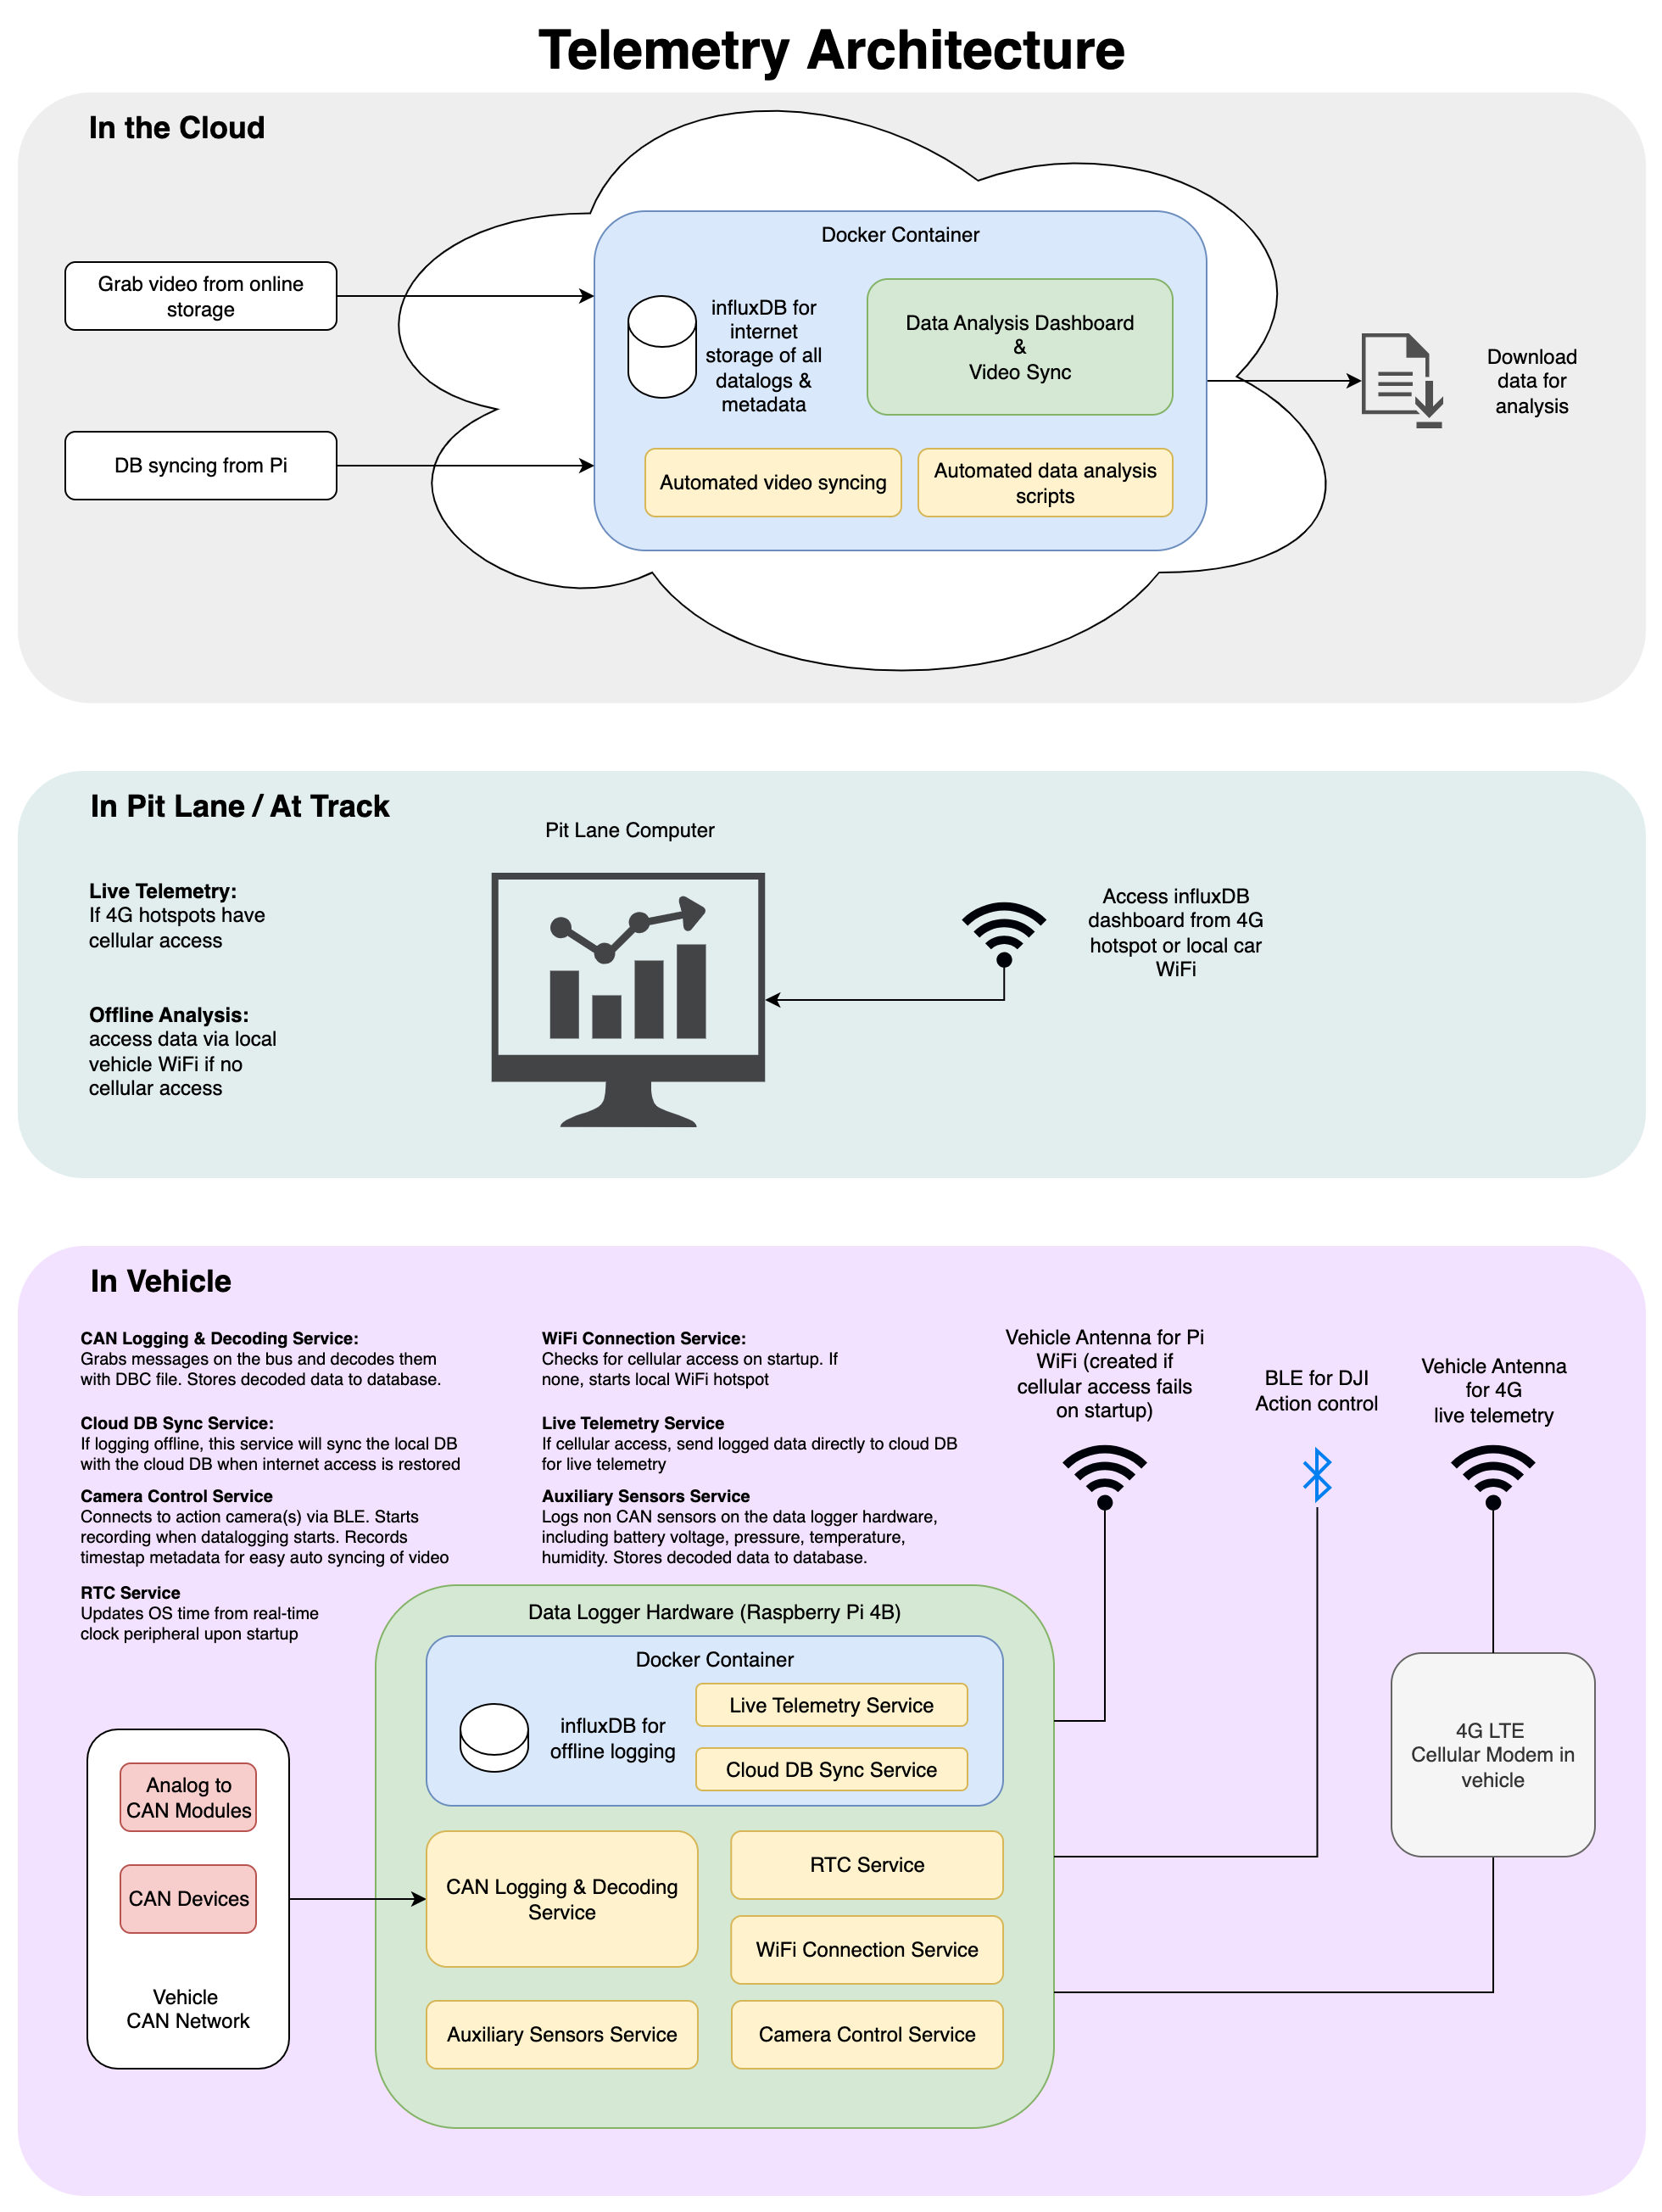 Telemetry Architecture
In the Cloud
Grab video from online
storage
DB syncing from Pi
Docker Container
influxDB for
internet
storage of all
datalogs &
metadata
Data Analysis Dashboard
&
Video Sync
Automated video syncing
Automated data analysis
scripts
Download
data for
analysis
In Pit Lane / At Track
Live Telemetry:
If 4G hotspots have
cellular access
Offline Analysis:
access data via local
vehicle WiFi if no
cellular access
Pit Lane Computer
Access influxDB
dashboard from 4G
hotspot or local car
WiFi
In Vehicle
CAN Logging & Decoding Service:
Grabs messages on the bus and decodes them
with DBC file. Stores decoded data to database.
Cloud DB Sync Service:
If logging offline, this service will sync the local DB
with the cloud DB when internet access is restored
Camera Control Service
Connects to action camera(s) via BLE. Starts
recording when datalogging starts. Records
timestap metadata for easy auto syncing of video
RTC Service
Updates OS time from real-time
clock peripheral upon startup
WiFi Connection Service:
Checks for cellular access on startup. If
none, starts local WiFi hotspot
Live Telemetry Service
If cellular access, send logged data directly to cloud DB
for live telemetry
Auxiliary Sensors Service
Logs non CAN sensors on the data logger hardware,
including battery voltage, pressure, temperature,
humidity. Stores decoded data to database.
Vehicle Antenna for Pi
WiFi (created if
cellular access fails
on startup)
BLE for DJI
Action control
Vehicle Antenna
for 4G
live telemetry
Data Logger Hardware (Raspberry Pi 4B)
Docker Container
influxDB for
offline logging
Live Telemetry Service
Cloud DB Sync Service
Analog to
CAN Modules
CAN Devices
Vehicle
CAN Network
CAN Logging & Decoding
Service
RTC Service
WiFi Connection Service
Auxiliary Sensors Service
Camera Control Service
4G LTE
Cellular Modem in
vehicle